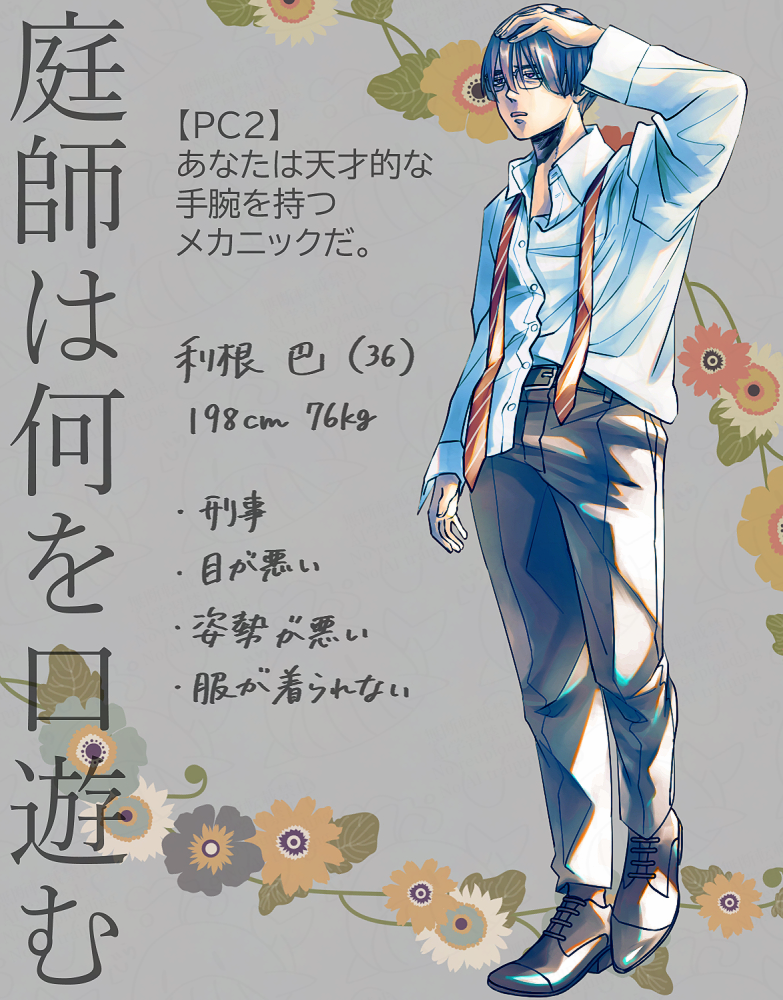 庭師は何を口遊む
【PC2】
あなたは天才的な
手腕を持つ
メカニックだ。
利根 巴 (36)
198cm 76kg
・刑事
・目が悪い
・姿勢が悪い
・服が着られない